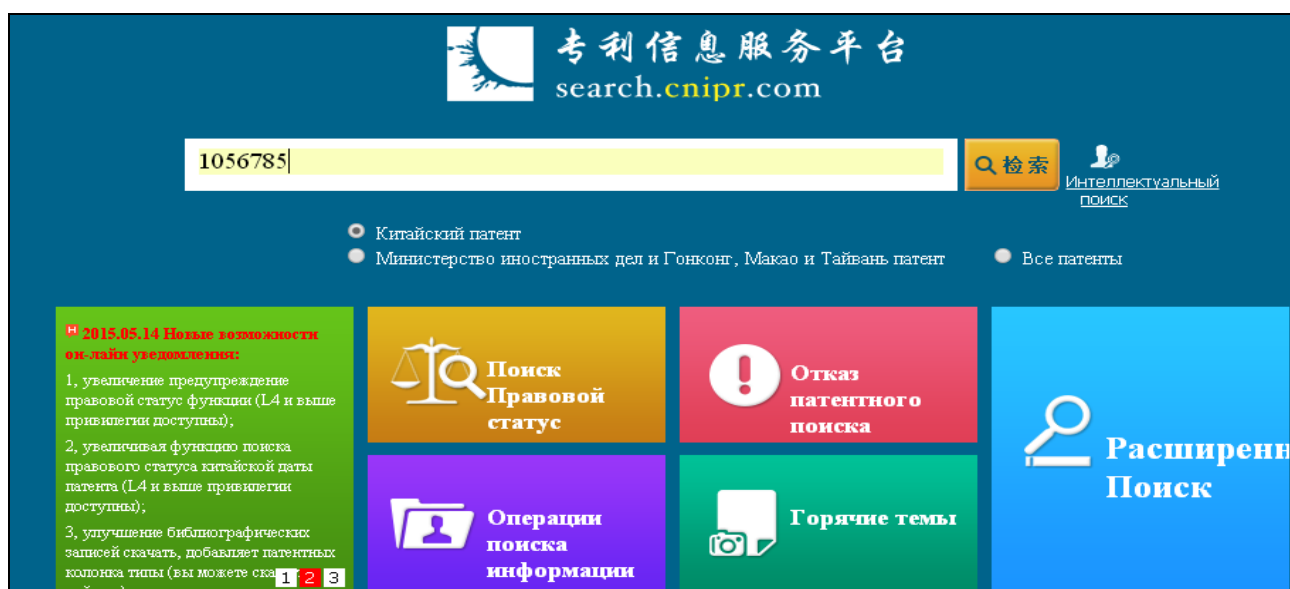 专利信息服务平台
search.cnipr.com
1056785
检索
Интеллектуальный
поиск
Китайский патент
Министерство иностранных дел и Гонконг, Макао и Тайвань патент
Все патенты
2015.05.14 Новые возможности
он-лайн уведомления:
1, увеличение предупреждение
правовой статус функции (L4 и выше
привилегии доступны);
2, увеличивая функцию поиска
правового статуса китайской даты
патента (L4 и выше привилегии
доступны);
3, улучшение библиографических
записей скачать, добавляет патентных
колонка типы (вы можете ска
1 2 3
Поиск
Правовой
статус
Отказ
патентного
поиска
Операции
поиска
информации
Горячие темы
Расширенн
Поиск